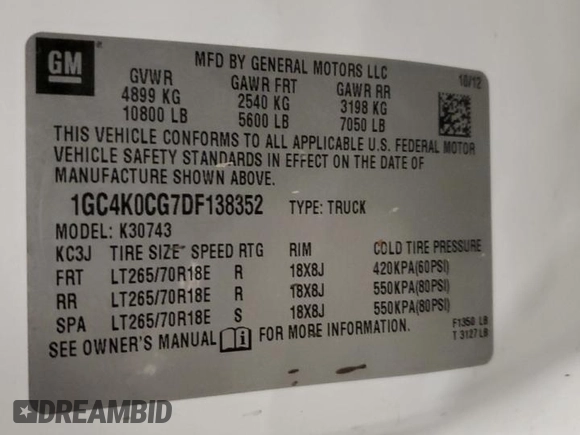 GM
MFD BY GENERAL MOTORS LLC
10/12
GVWR GAWR FRT GAWR RR
4899 KG 2540 KG 3198 KG
10800 LB 5600 LB 7050 LB
THIS VEHICLE CONFORMS TO ALL APPLICABLE U.S. FEDERAL MOTOR
VEHICLE SAFETY STANDARDS IN EFFECT ON THE DATE OF
MANUFACTURE SHOWN ABOVE.
1GC4K0CG7DF138352 TYPE: TRUCK
MODEL: K30743
KC3J TIRE SIZE SPEED RTG RIM COLD TIRE PRESSURE
FRT LT265/70R18E R 18X8J 420KPA(60PSI)
RR LT265/70R18E R 18X8J 550KPA(80PSI)
SPA LT265/70R18E S 18X8J 550KPA(80PSI)
SEE OWNER'S MANUAL FOR MORE INFORMATION.
F1350 LB
T 3127 LB
DREAMBID